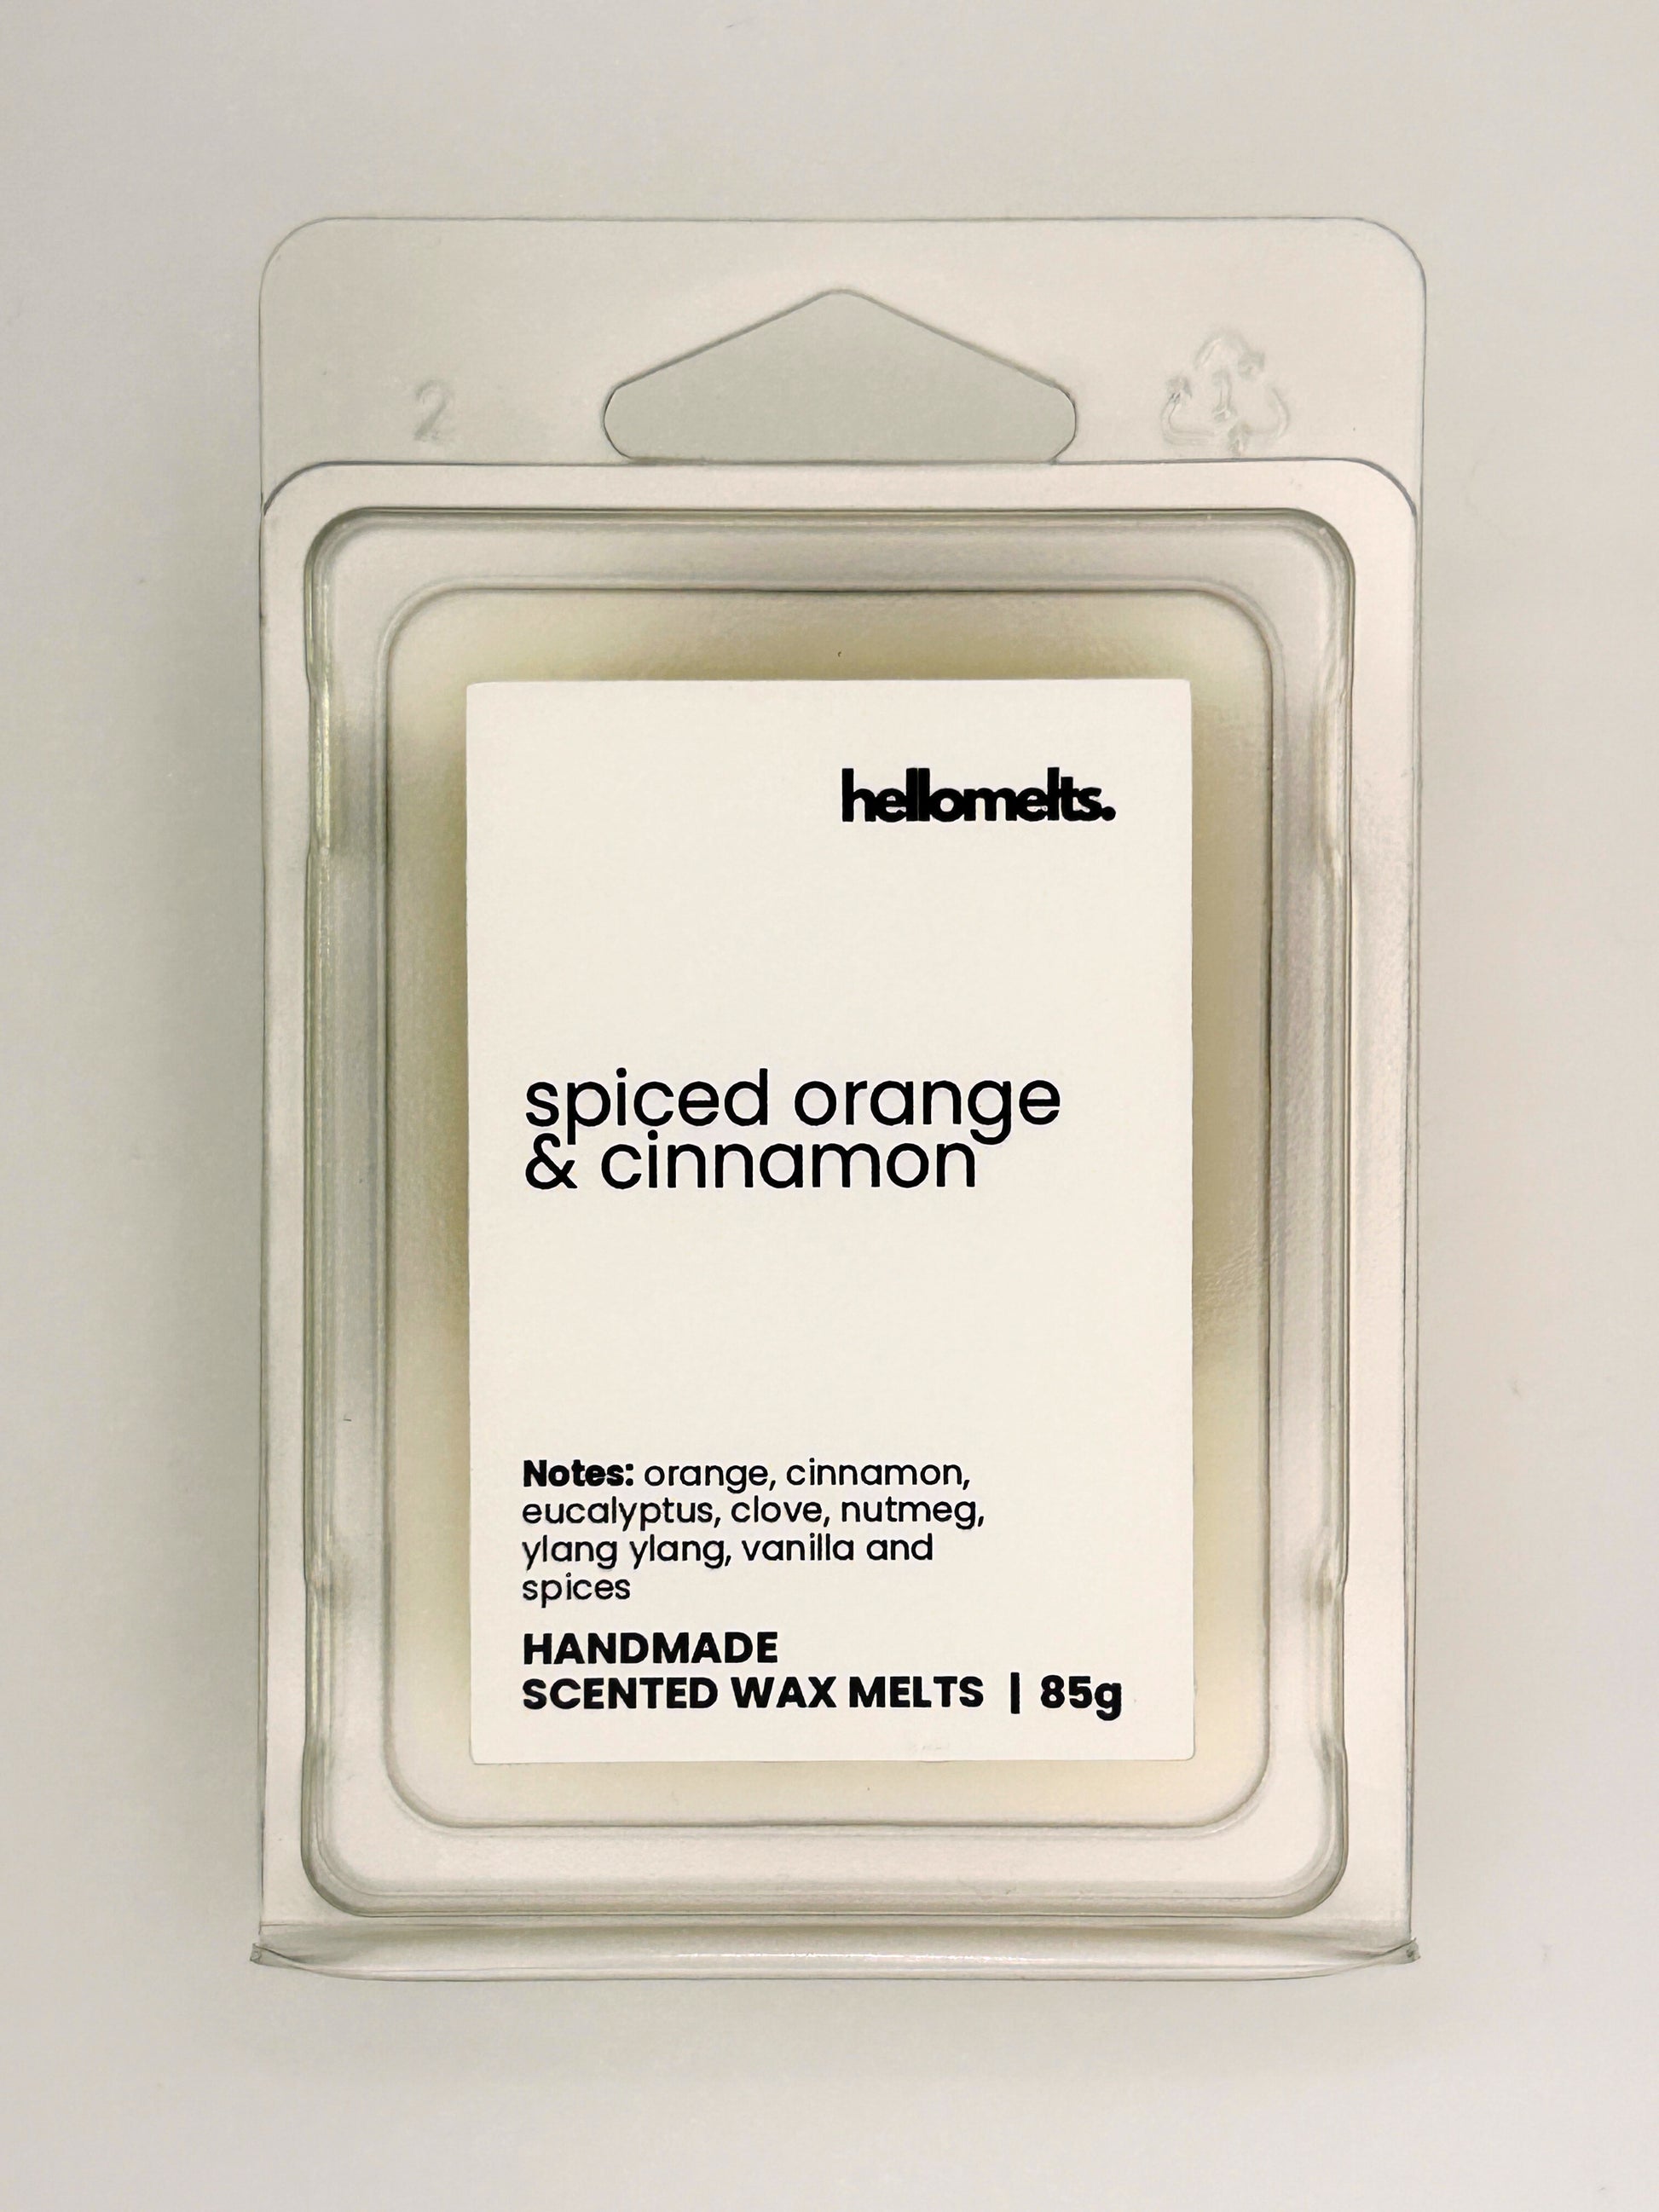 2
1
hellomelts.
spiced orange
& cinnamon
Notes: orange, cinnamon,
eucalyptus, clove, nutmeg,
ylang ylang, vanilla and
spices
HANDMADE
SCENTED WAX MELTS | 85g